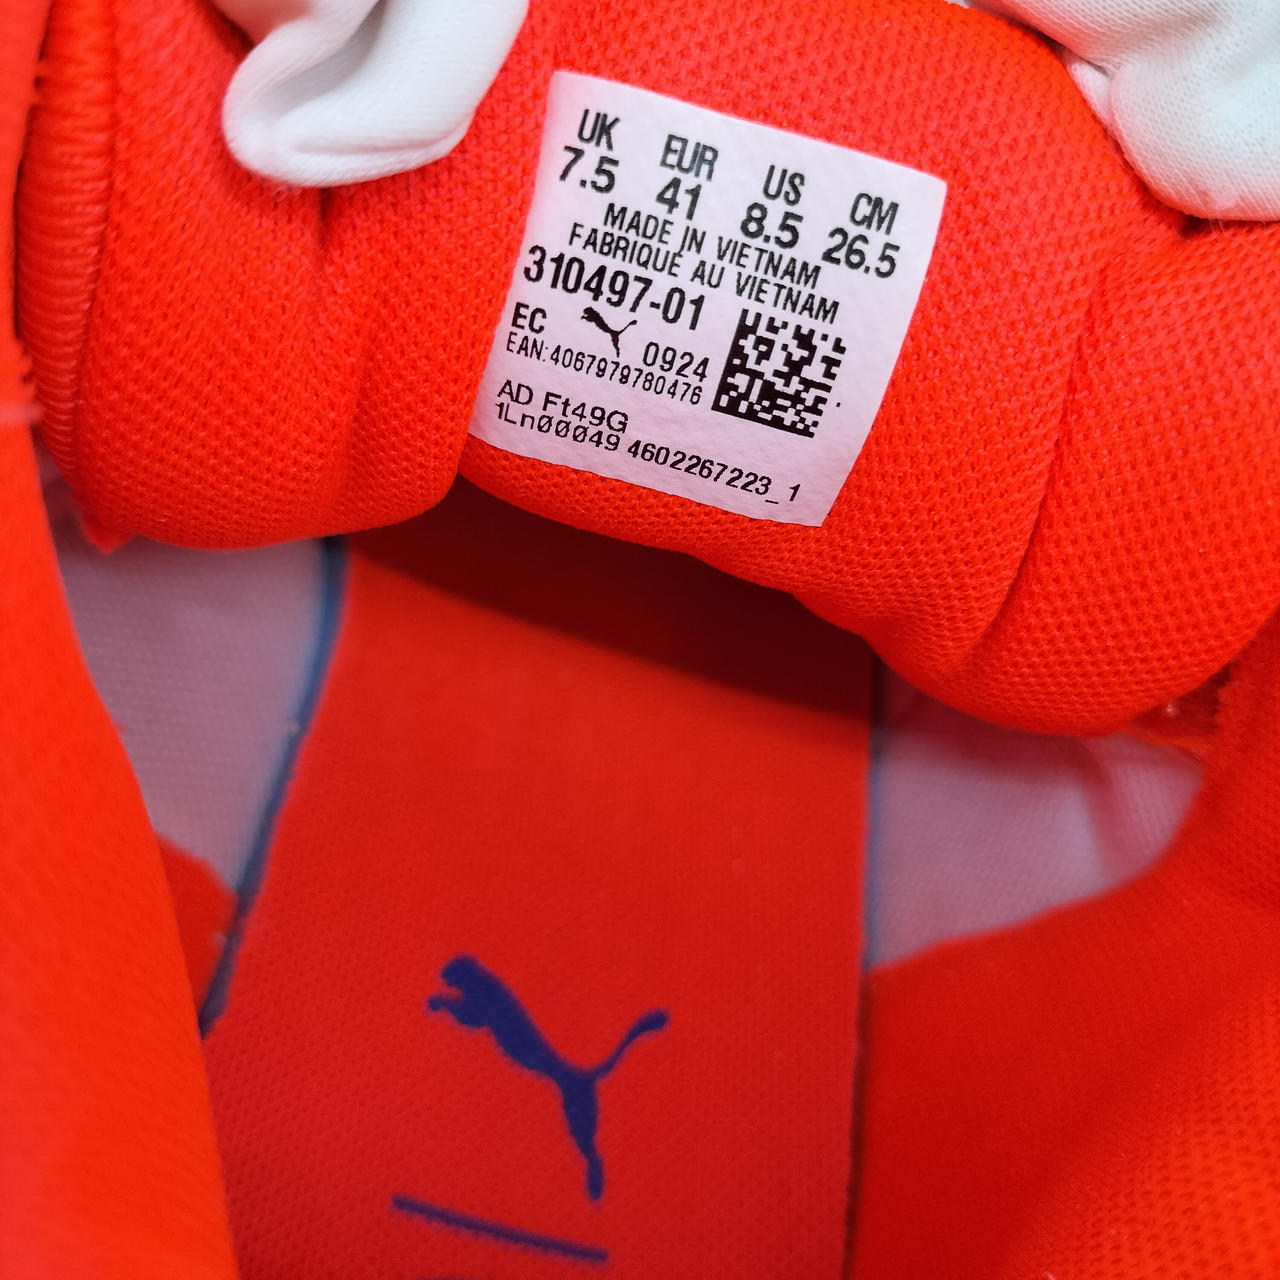 UK EUR US CM
7.5 41 8.5 26.5
MADE IN VIETNAM
FABRIQUÉ AU VIETNAM
310497-01
EC 0924
EAN:4067979780476
AD Ft49G
1Ln00049 4602267223_1